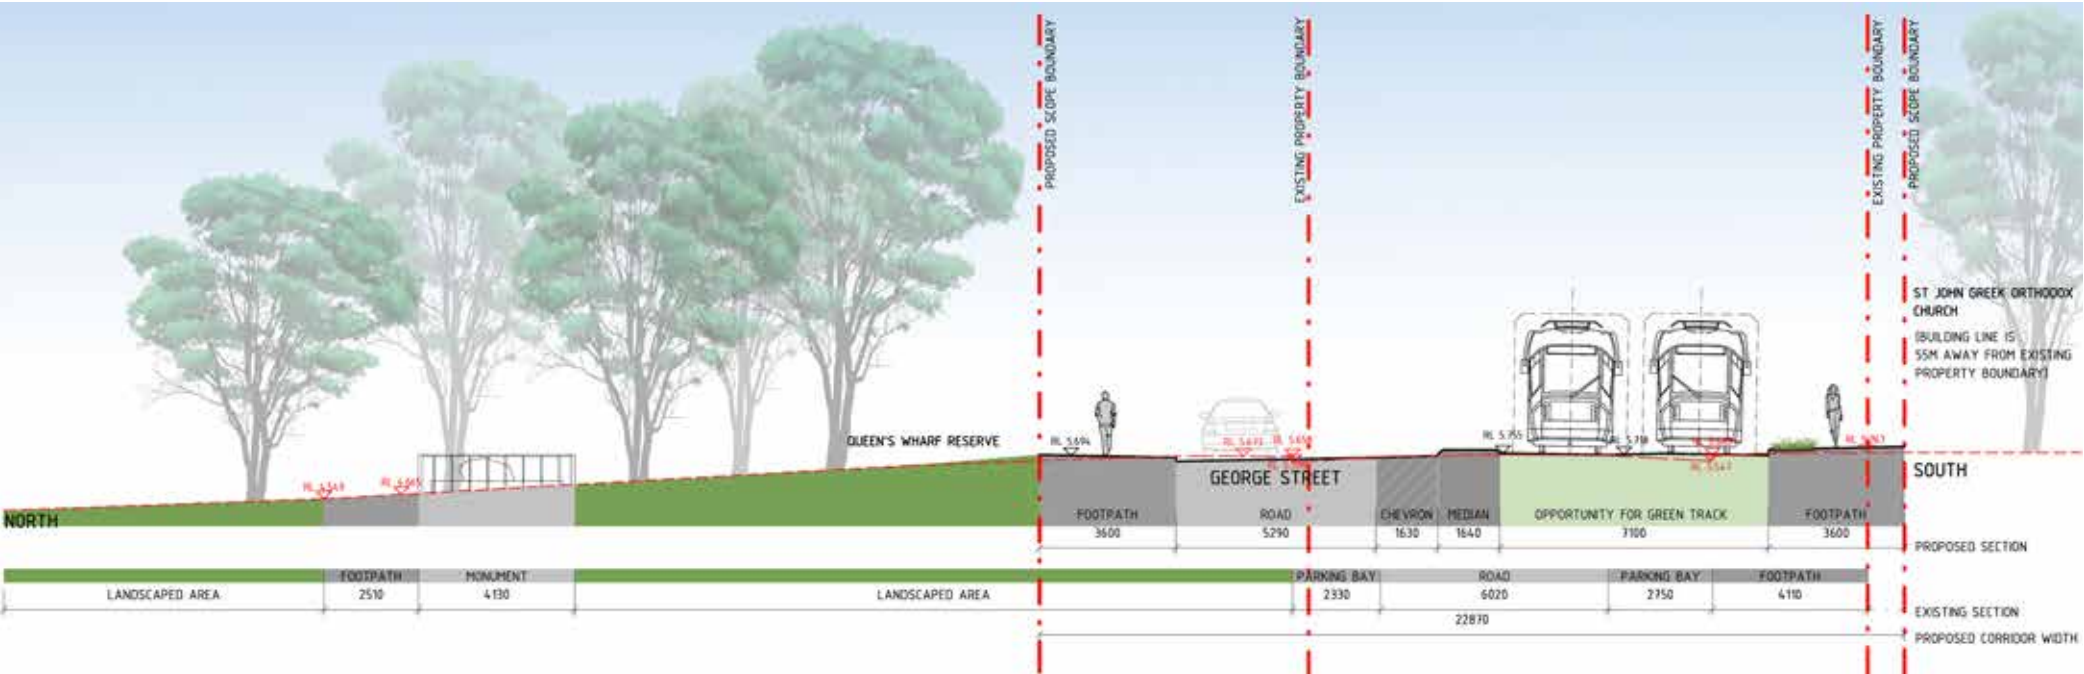 PROPOSED SCOPE BOUNDARY
EXISTING PROPERTY BOUNDARY
EXISTING PROPERTY BOUNDARY
PROPOSED SCOPE BOUNDARY
ST JOHN GREEK ORTHODOX
CHURCH
(BUILDING LINE IS
55M AWAY FROM EXISTING
PROPERTY BOUNDARY)
QUEEN'S WHARF RESERVE
RL 5.694
RL 5.755
GEORGE STREET
NORTH
SOUTH
FOOTPATH
3600
ROAD
5290
CHEVRON
1630
MEDIAN
1640
OPPORTUNITY FOR GREEN TRACK
7100
FOOTPATH
3600
PROPOSED SECTION
LANDSCAPED AREA
FOOTPATH
2510
MONUMENT
4130
LANDSCAPED AREA
PARKING BAY
2330
ROAD
6020
PARKING BAY
2750
FOOTPATH
4110
EXISTING SECTION
22870
PROPOSED CORRIDOR WIDTH